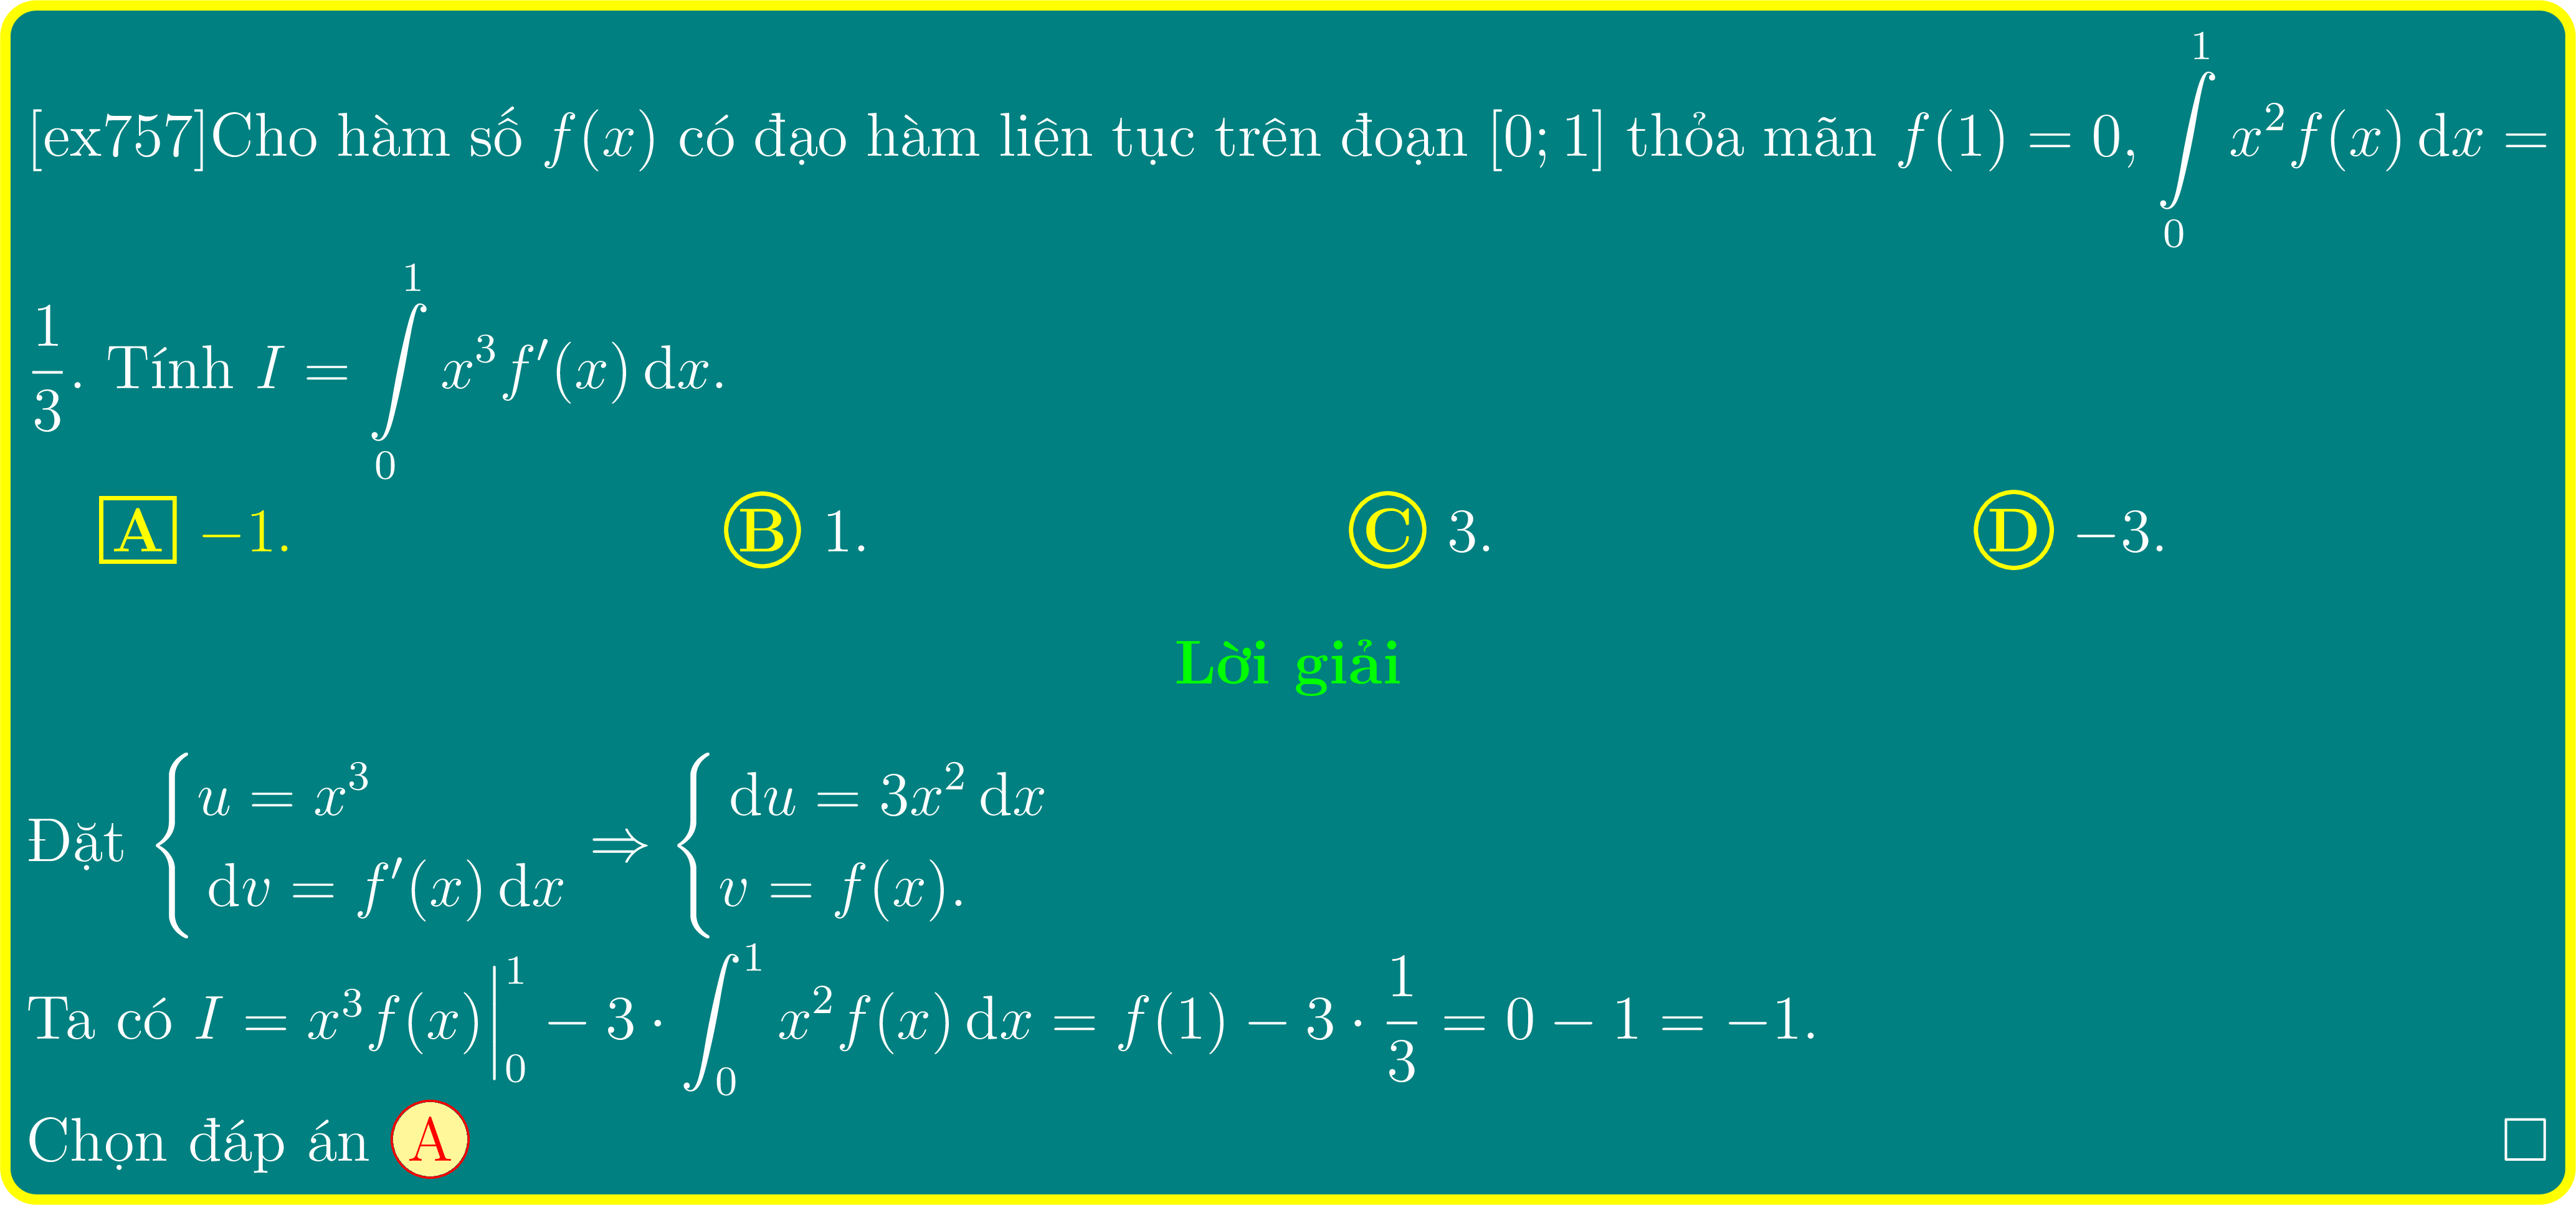 [ex757]Cho hàm số $f(x)$ có đạo hàm liên tục trên đoạn $[0;1]$ thỏa mãn $f(1) = 0$, $\int\limits_0^1 x^2 f(x)\,\mathrm{d}x =$
$\dfrac{1}{3}$. Tính $I = \int\limits_0^1 x^3 f'(x)\,\mathrm{d}x$.
A $-1$. B $1$. C $3$. D $-3$.
Lời giải
Đặt $\begin{cases} u = x^3 \\ \mathrm{d}v = f'(x)\,\mathrm{d}x \end{cases} \Rightarrow \begin{cases} \mathrm{d}u = 3x^2\,\mathrm{d}x \\ v = f(x). \end{cases}$
Ta có $I = x^3 f(x)\Big|_0^1 - 3 \cdot \int_0^1 x^2 f(x)\,\mathrm{d}x = f(1) - 3 \cdot \dfrac{1}{3} = 0 - 1 = -1$.
Chọn đáp án A □